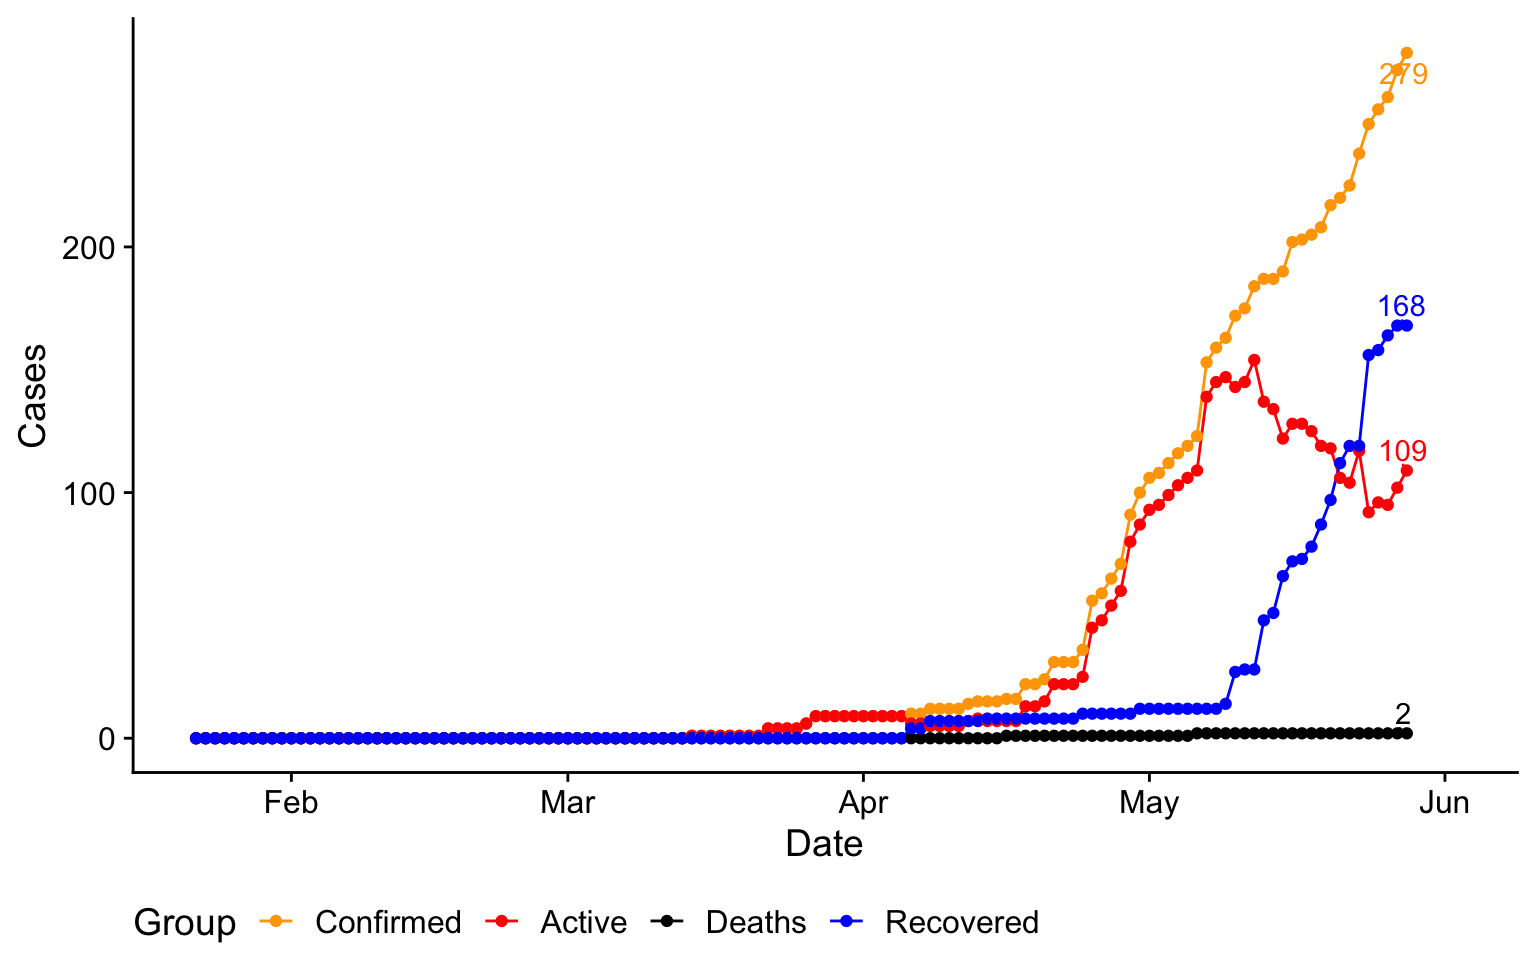 279
200
168
Cases
109
100
2
0
Feb Mar Apr May Jun
Date
Group Confirmed Active Deaths Recovered